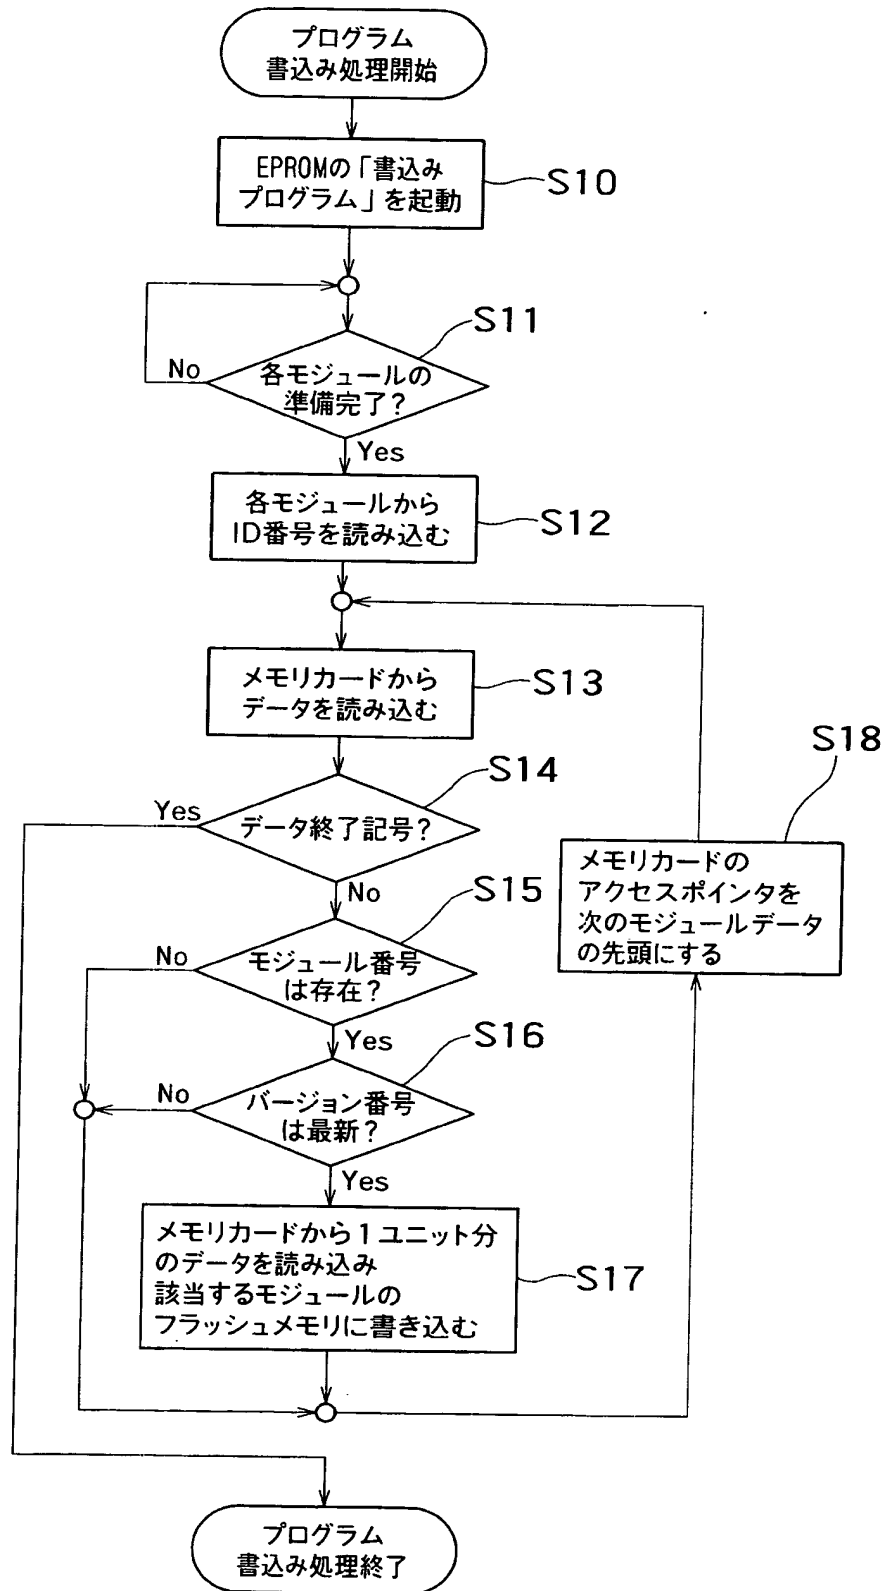 プログラム
書込み処理開始
EPROMの「書込み
プログラム」を起動
S10
S11
No
各モジュールの
準備完了？
Yes
各モジュールから
ID番号を読み込む
S12
メモリカードから
データを読み込む
S13
S14
Yes
データ終了記号？
No
S15
No
モジュール番号
は存在？
Yes
S16
No
バージョン番号
は最新？
Yes
メモリカードから1ユニット分
のデータを読み込み
該当するモジュールの
フラッシュメモリに書き込む
S17
S18
メモリカードの
アクセスポインタを
次のモジュールデータ
の先頭にする
プログラム
書込み処理終了